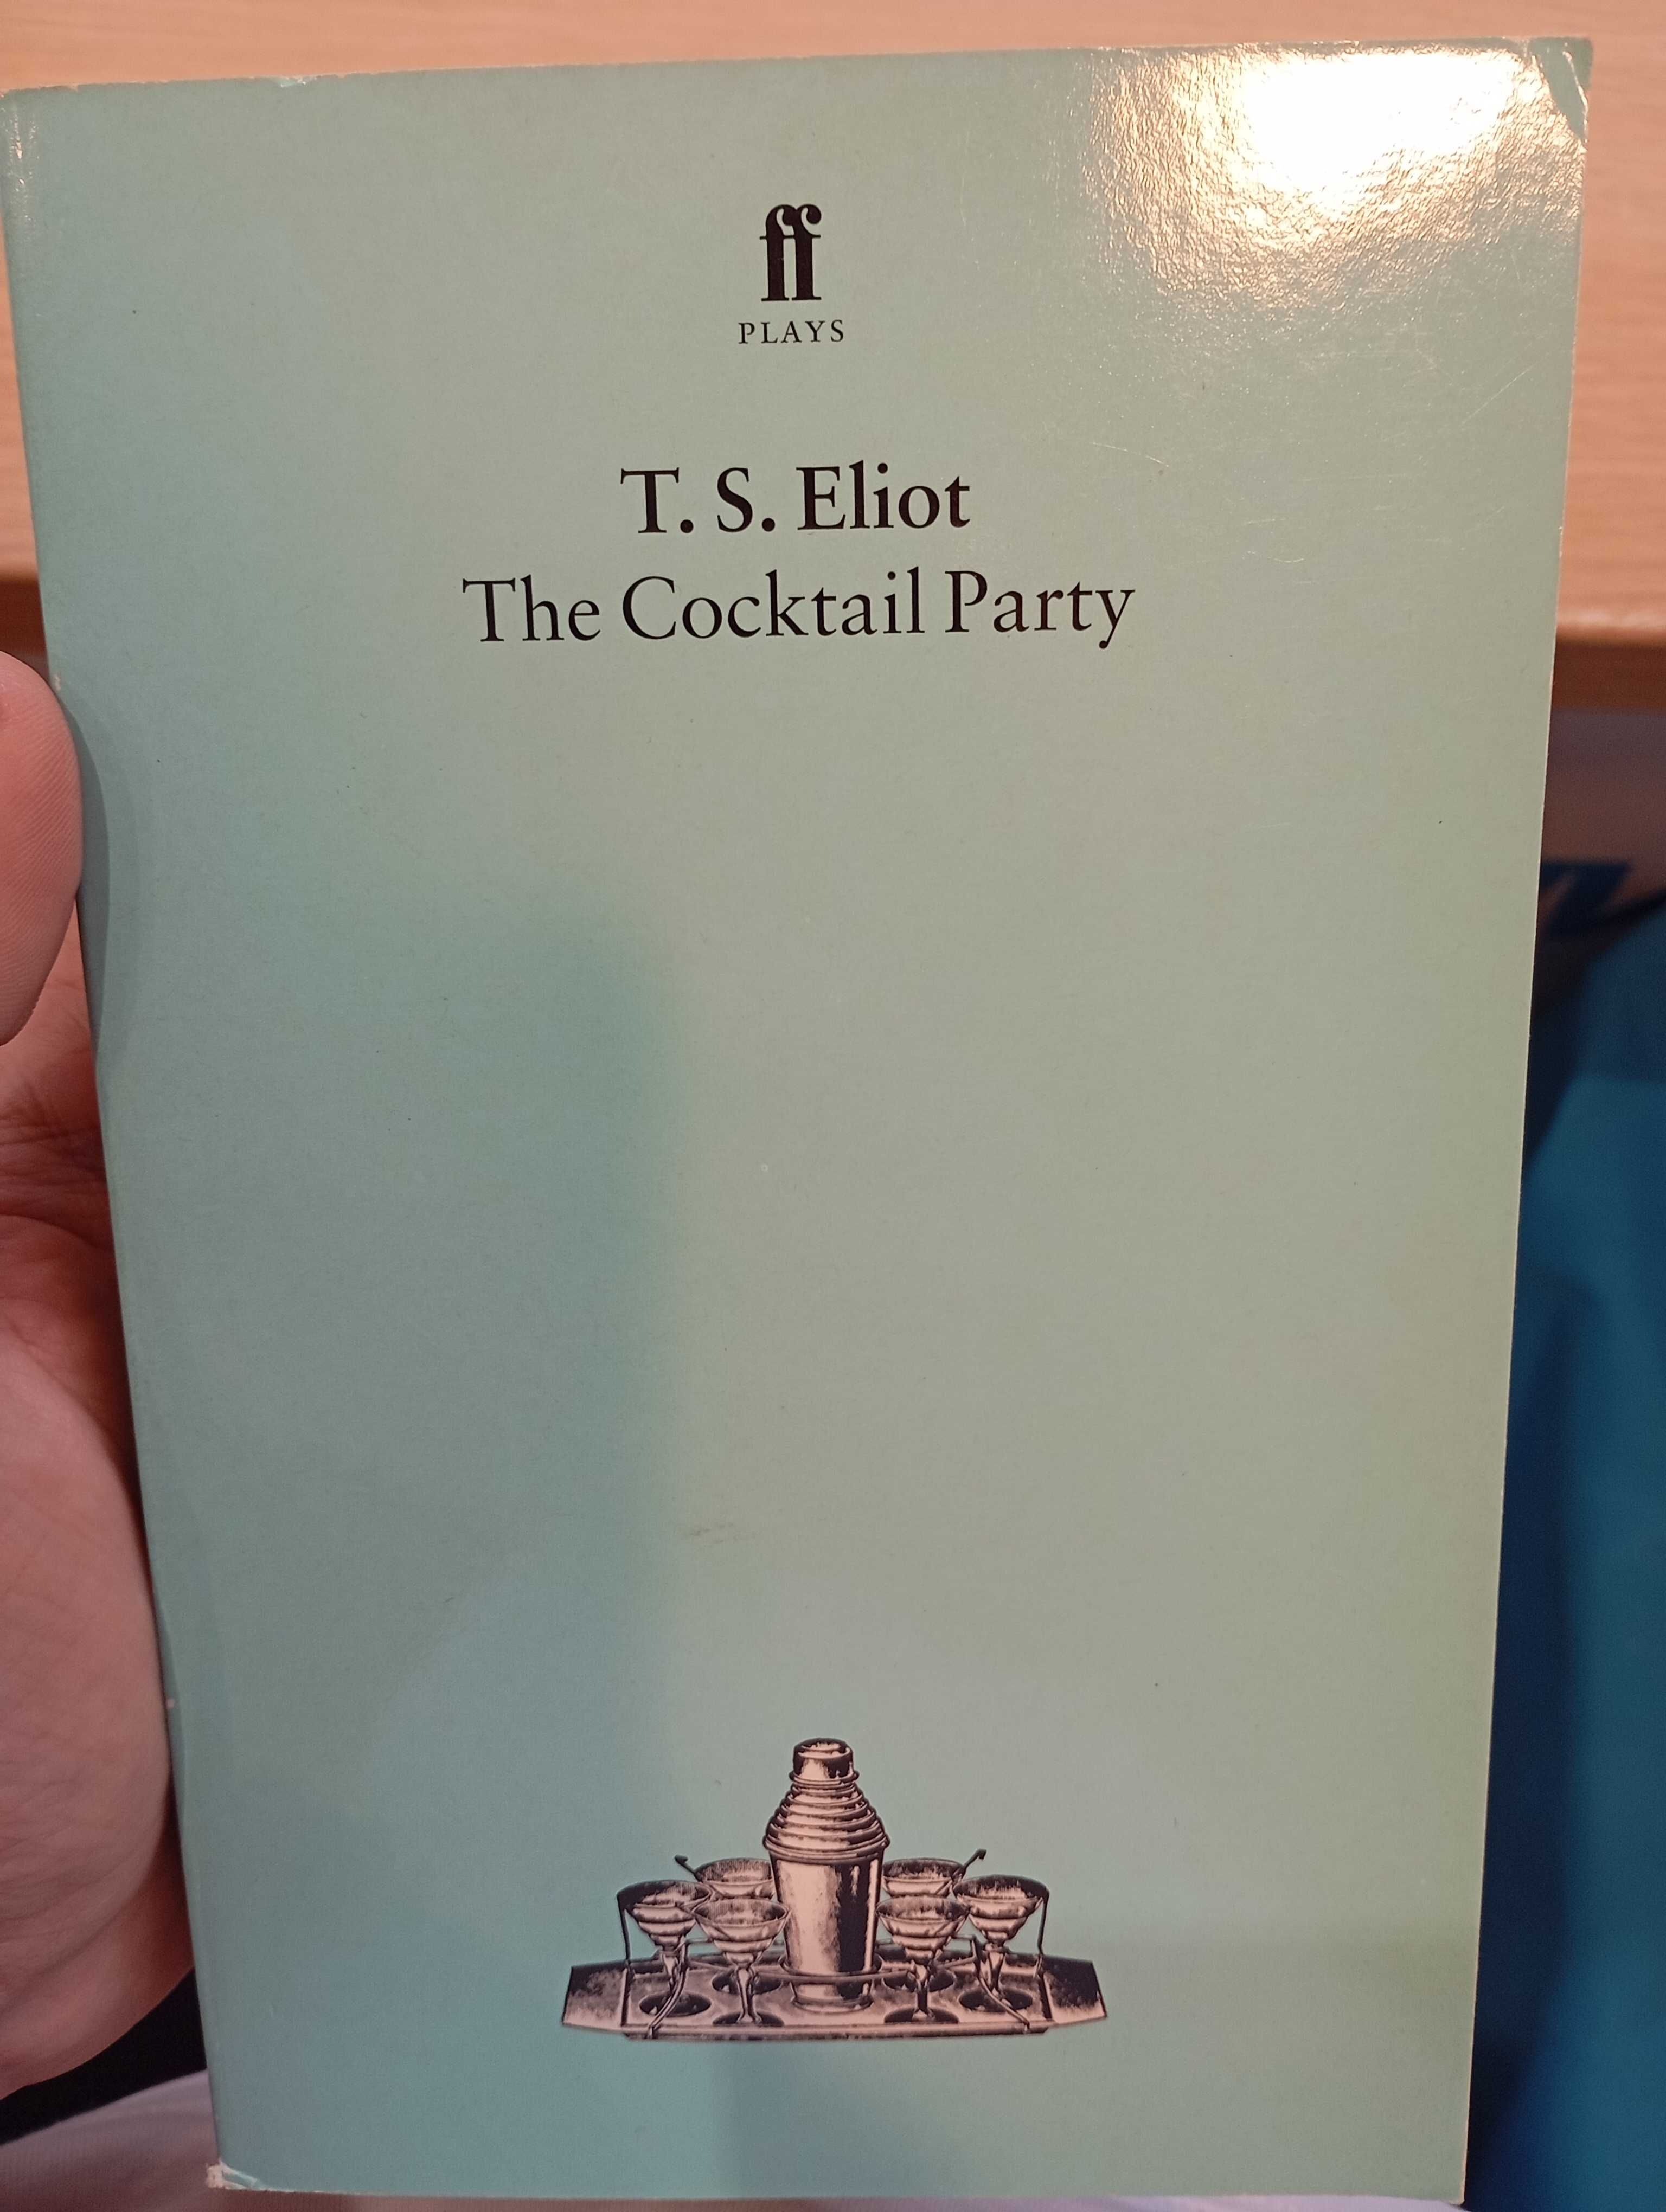 ff
PLAYS
T. S. Eliot
The Cocktail Party